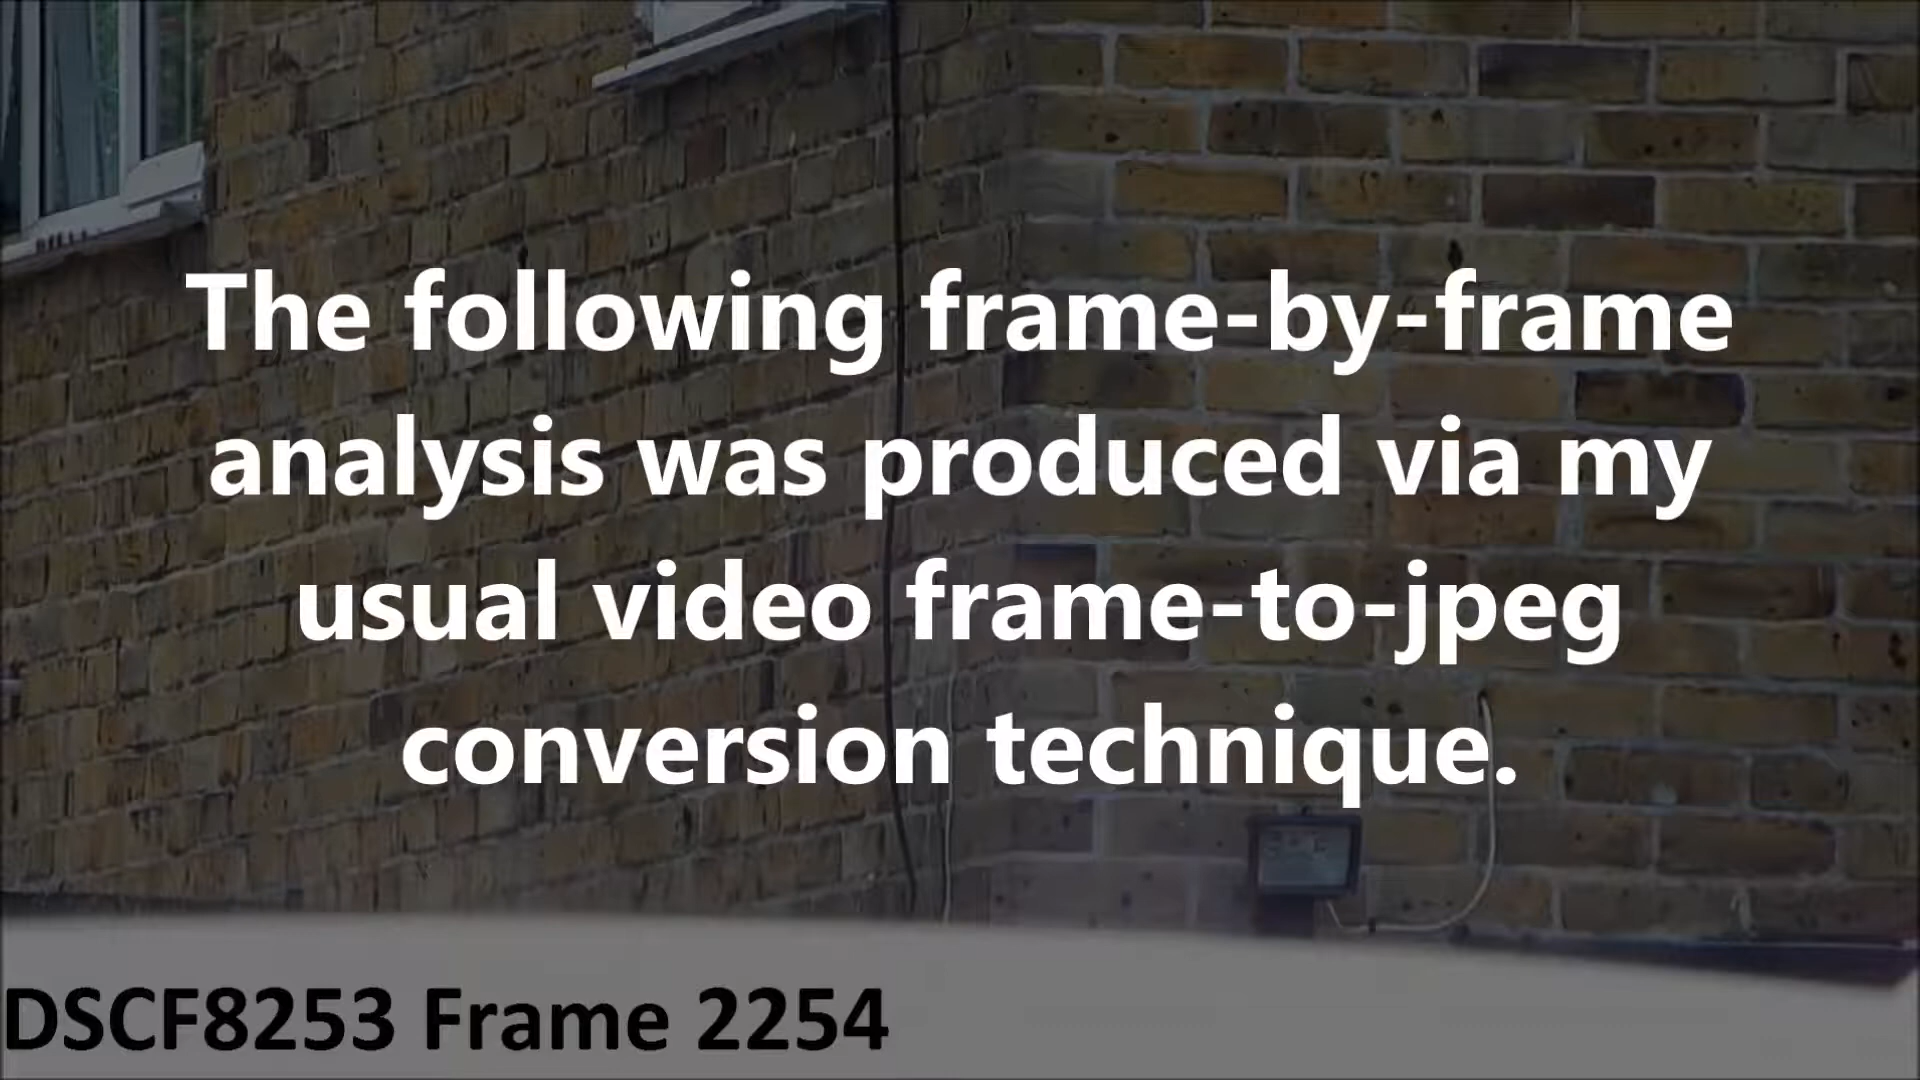 The following frame-by-frame
analysis was produced via my
usual video frame-to-jpeg
conversion technique.
DSCF8253 Frame 2254